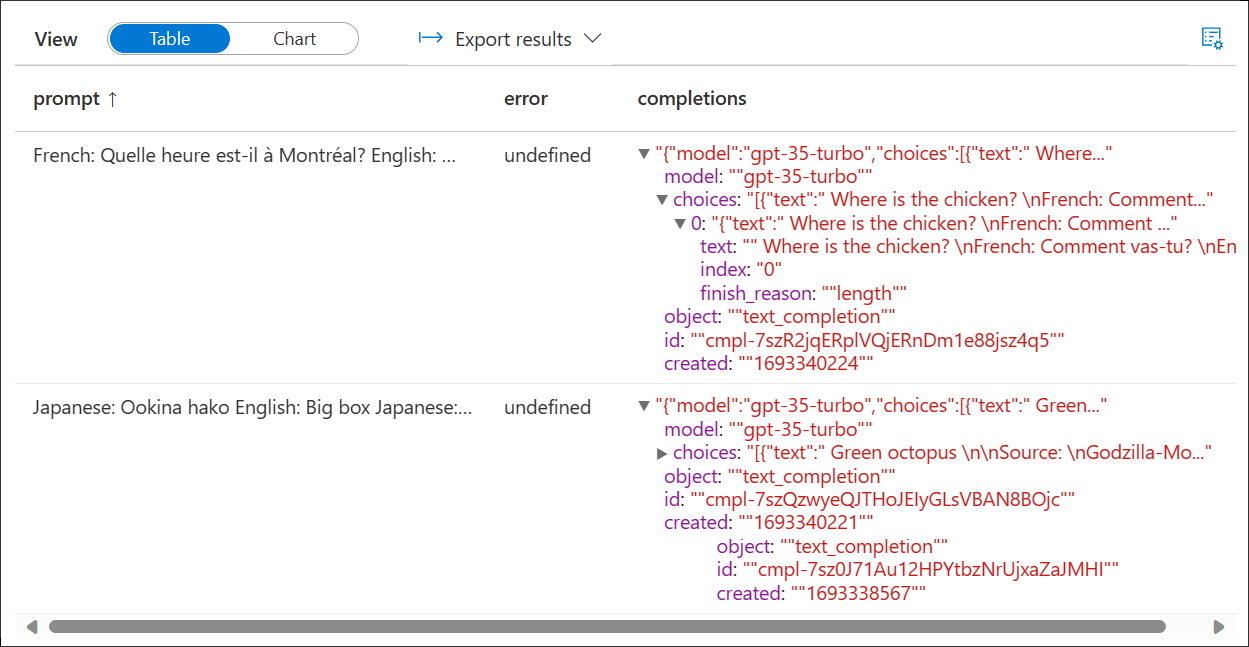 View Table Chart Export results
prompt ↑ error completions
French: Quelle heure est-il à Montréal? English: ... undefined ▼ "{"model":"gpt-35-turbo","choices":[{"text":" Where..."
model: ""gpt-35-turbo""
▼ choices: "[{"text":" Where is the chicken? \nFrench: Comment..."
▼ 0: "{"text":" Where is the chicken? \nFrench: Comment ..."
text: "" Where is the chicken? \nFrench: Comment vas-tu? \nEn
index: "0"
finish_reason: ""length""
object: ""text_completion""
id: ""cmpl-7szR2jqERplVQjERnDm1e88jsz4q5""
created: ""1693340224""
Japanese: Ookina hako English: Big box Japanese:... undefined ▼ "{"model":"gpt-35-turbo","choices":[{"text":" Green..."
model: ""gpt-35-turbo""
▶ choices: "[{"text":" Green octopus \n\nSource: \nGodzilla-Mo..."
object: ""text_completion""
id: ""cmpl-7szQzwyeQJTHoJEIyGLsVBAN8BOjc""
created: ""1693340221""
object: ""text_completion""
id: ""cmpl-7sz0J71Au12HPYtbzNrUjxaZaJMHI""
created: ""1693338567""